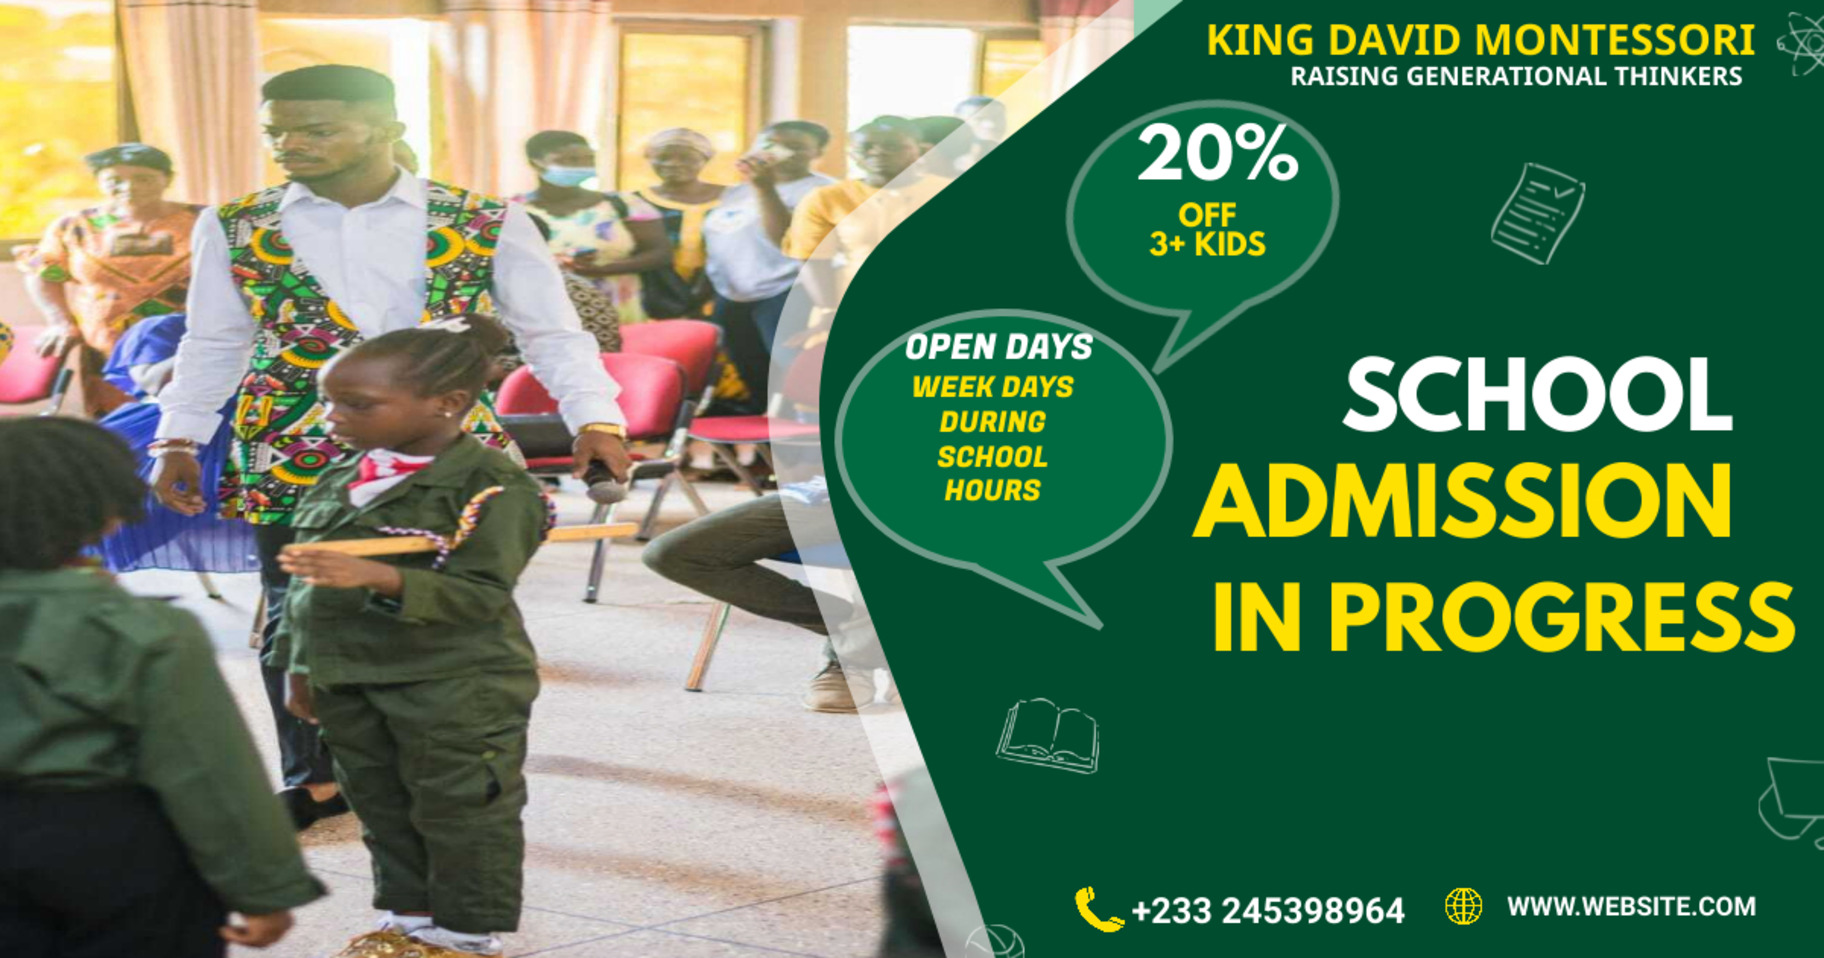 KING DAVID MONTESSORI
RAISING GENERATIONAL THINKERS
20%
OFF
3+ KIDS
OPEN DAYS
WEEK DAYS
DURING
SCHOOL
HOURS
SCHOOL
ADMISSION
IN PROGRESS
+233 245398964
WWW.WEBSITE.COM